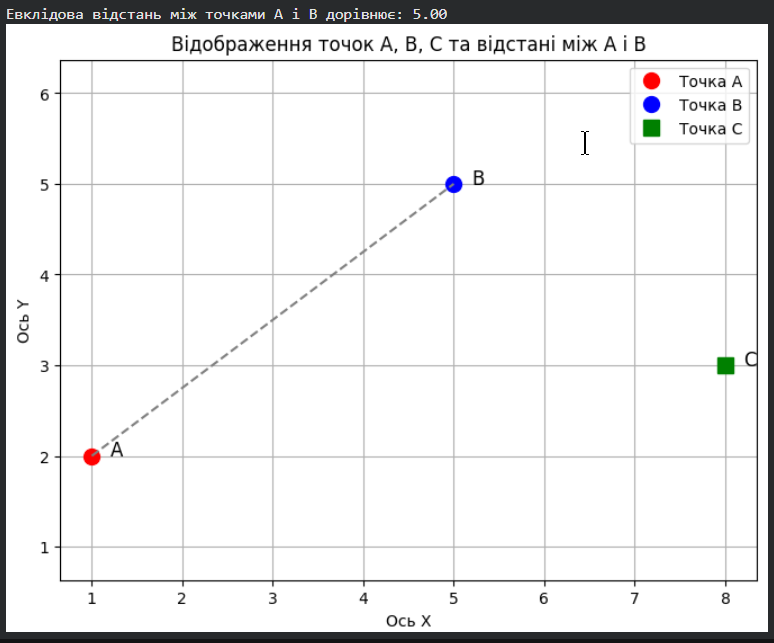 Евклідова відстань між точками A і B дорівнює: 5.00
Відображення точок A, B, C та відстані між A і B
Точка A
Точка B
Точка C
6
5
4
3
2
1
B
C
A
Ось Y
1 2 3 4 5 6 7 8
Ось X